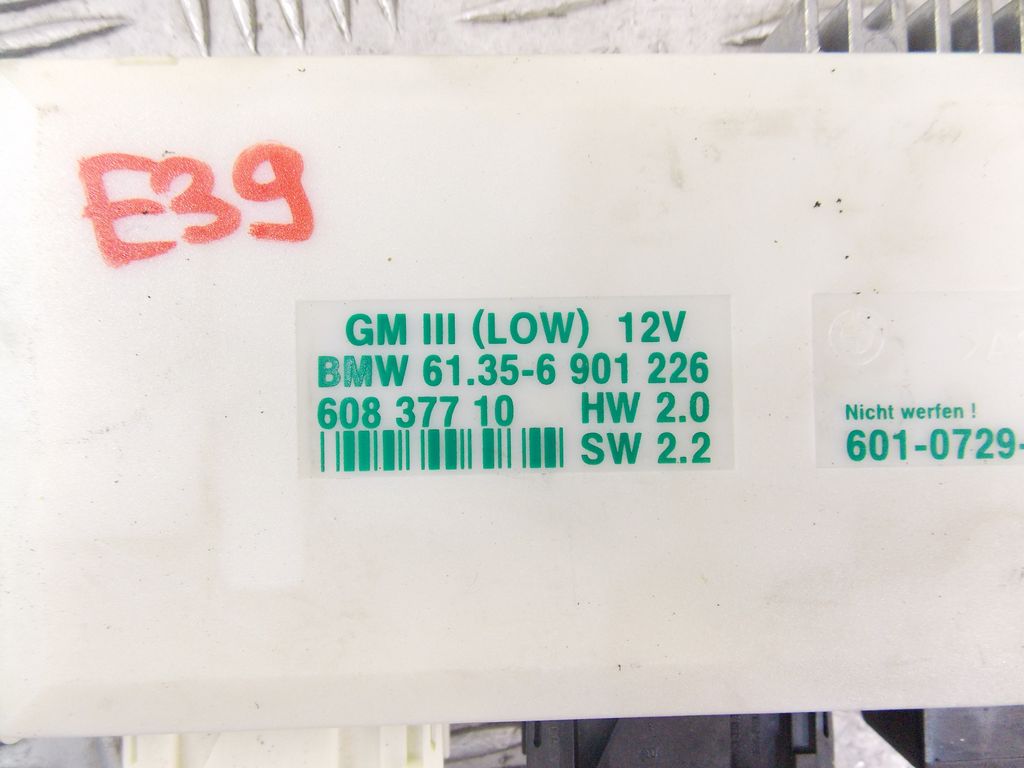 E39
GM III (LOW) 12V
BMW 61.35-6 901 226
608 377 10 HW 2.0
SW 2.2
Nicht werfen !
601-0729-